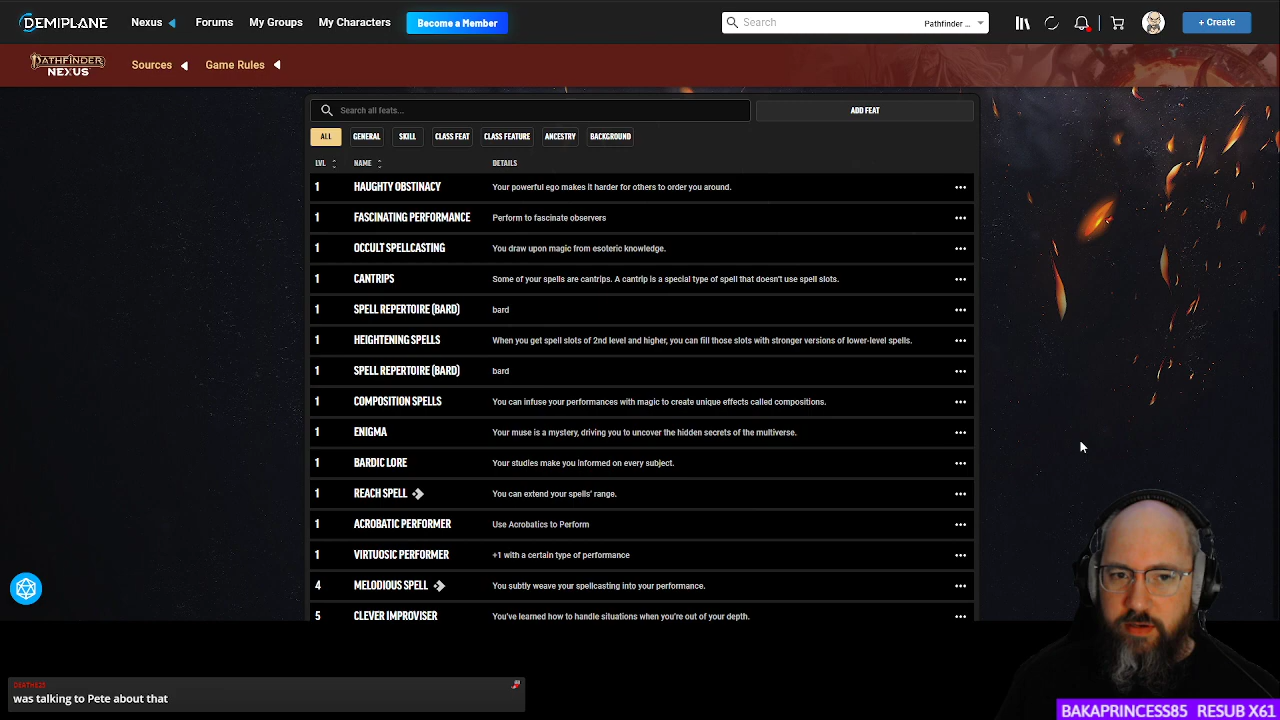 DEMIPLANE Nexus Forums My Groups My Characters Become a Member Search Pathfinder ... + Create
PATHFINDER NEXUS Sources Game Rules
Search all feats... ADD FEAT
ALL GENERAL SKILL CLASS FEAT CLASS FEATURE ANCESTRY BACKGROUND
LVL NAME DETAILS
1 HAUGHTY OBSTINACY Your powerful ego makes it harder for others to order you around.
1 FASCINATING PERFORMANCE Perform to fascinate observers
1 OCCULT SPELLCASTING You draw upon magic from esoteric knowledge.
1 CANTRIPS Some of your spells are cantrips. A cantrip is a special type of spell that doesn't use spell slots.
1 SPELL REPERTOIRE (BARD) bard
1 HEIGHTENING SPELLS When you get spell slots of 2nd level and higher, you can fill those slots with stronger versions of lower-level spells.
1 SPELL REPERTOIRE (BARD) bard
1 COMPOSITION SPELLS You can infuse your performances with magic to create unique effects called compositions.
1 ENIGMA Your muse is a mystery, driving you to uncover the hidden secrets of the multiverse.
1 BARDIC LORE Your studies make you informed on every subject.
1 REACH SPELL You can extend your spells' range.
1 ACROBATIC PERFORMER Use Acrobatics to Perform
1 VIRTUOSIC PERFORMER +1 with a certain type of performance
4 MELODIOUS SPELL You subtly weave your spellcasting into your performance.
5 CLEVER IMPROVISER You've learned how to handle situations when you're out of your depth.
was talking to Pete about that
BAKAPRINCESS85 RESUB X61